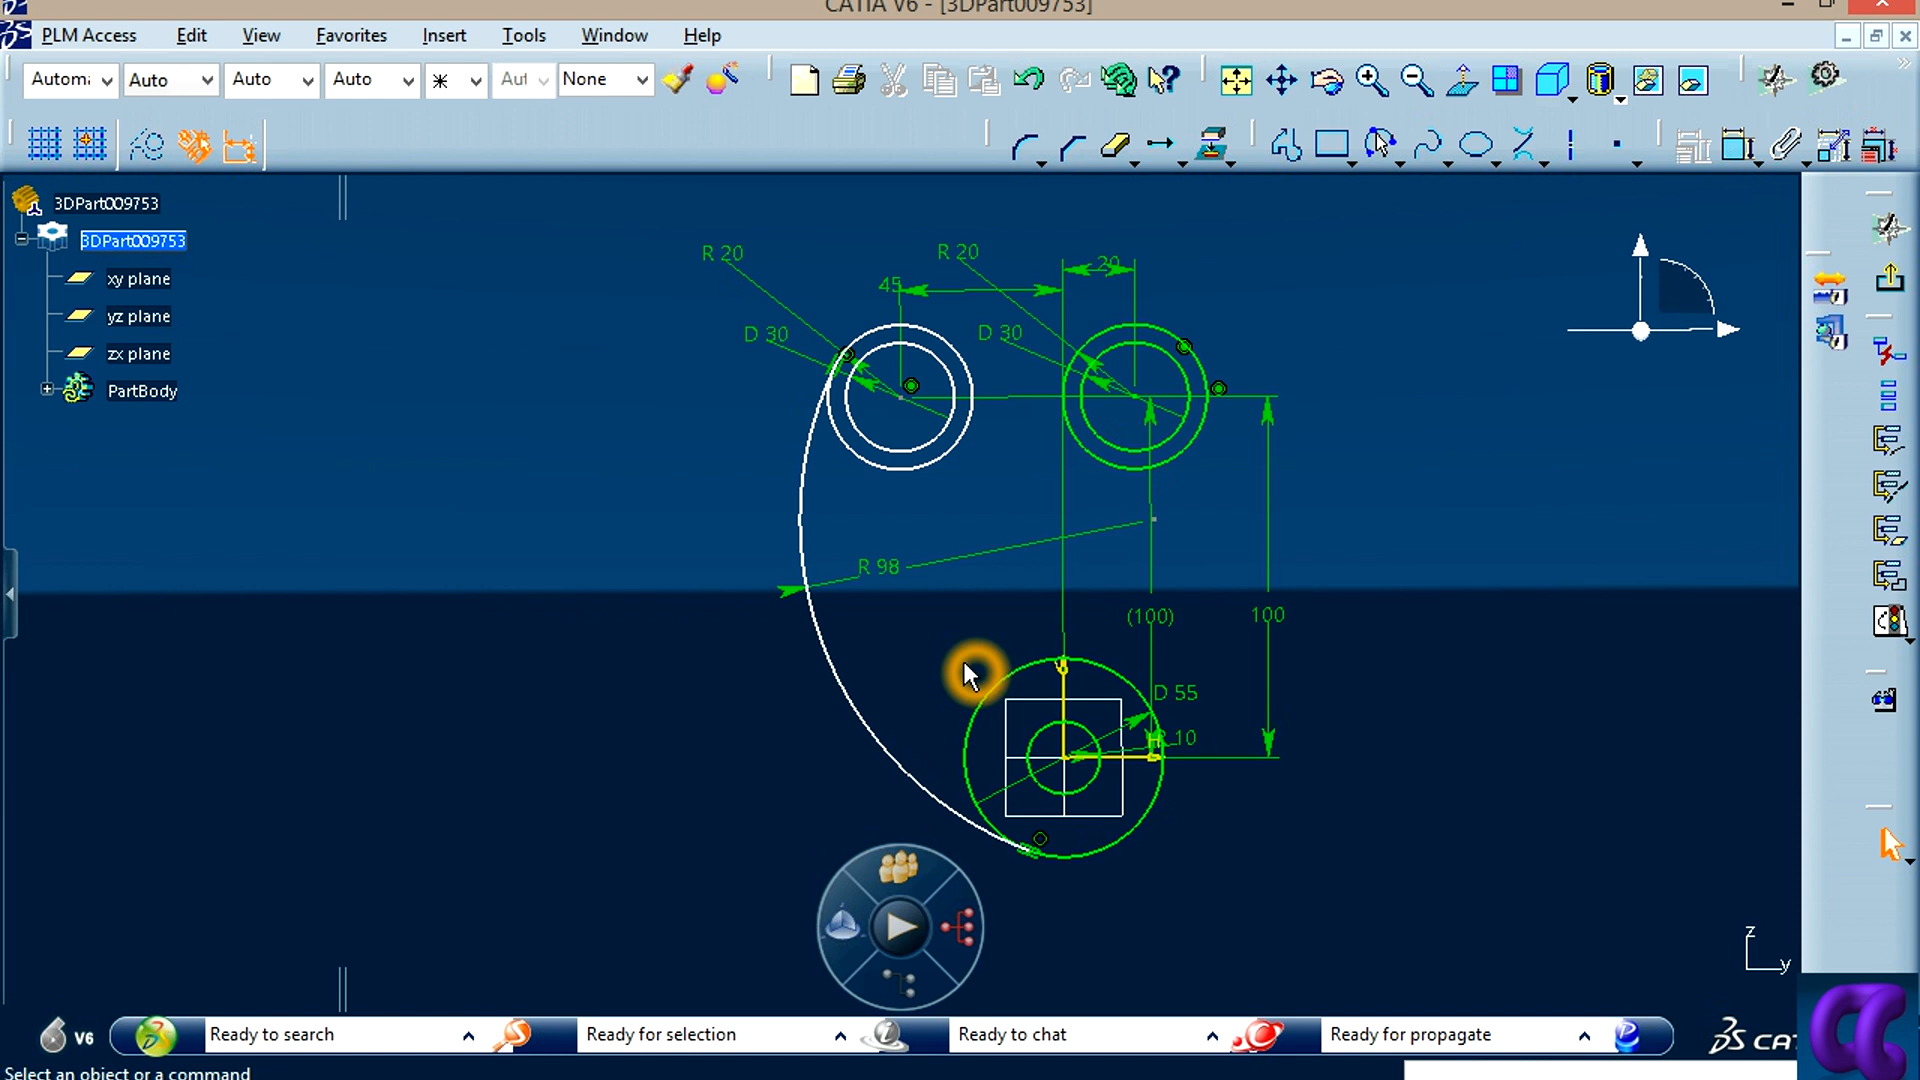 CATIA V6 - [3DPart009753]
PLM Access Edit View Favorites Insert Tools Window Help
Auto Auto Auto None
3DPart009753
3DPart009753
xy plane
yz plane
zx plane
PartBody
R 20
R 20
20
45
D 30
D 30
R 98
(100)
100
D 55
10
V
H
z
y
V6
Ready to search
Ready for selection
Ready to chat
Ready for propagate
Select an object or a command